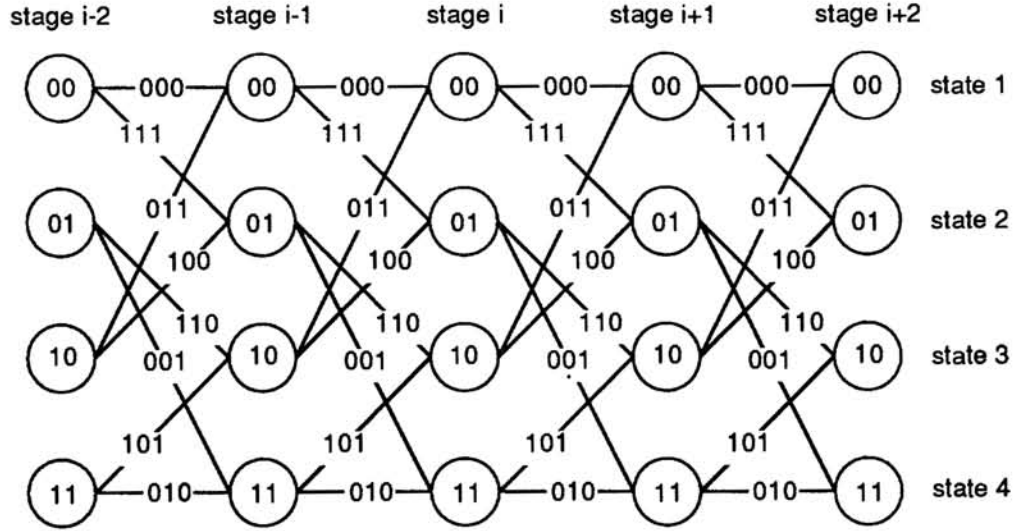 stage i-2 stage i-1 stage i stage i+1 stage i+2
00 000 00 000 00 000 00 000 00 state 1
111 111 111 111
01 011 01 011 01 011 01 011 01 state 2
100 100 100 100
110 110 110 110
10 001 10 001 10 001 10 001 10 state 3
101 101 101 101
11 010 11 010 11 010 11 010 11 state 4